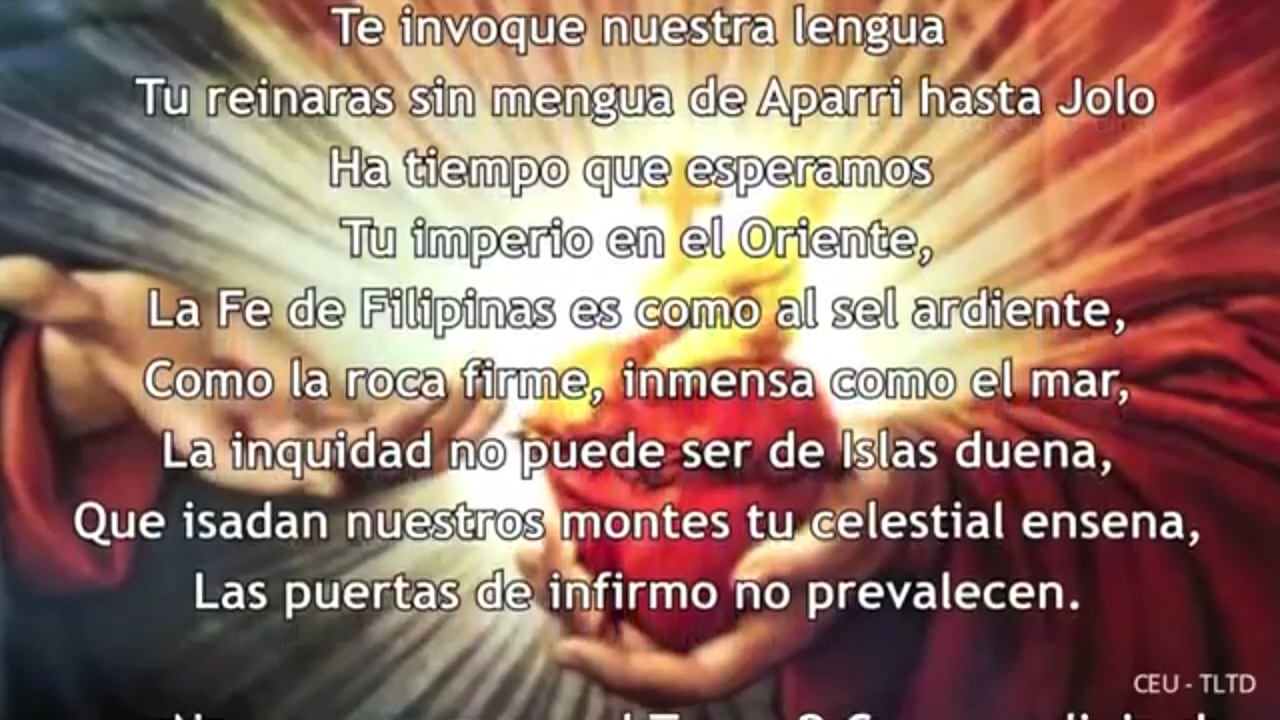 Te invoque nuestra lengua
Tu reinaras sin mengua de Aparri hasta Jolo
Ha tiempo que esperamos
Tu imperio en el Oriente,
La Fe de Filipinas es como al sel ardiente,
Como la roca firme, inmensa como el mar,
La inquidad no puede ser de Islas duena,
Que isadan nuestros montes tu celestial ensena,
Las puertas de infirmo no prevalecen.
CEU - TLTD